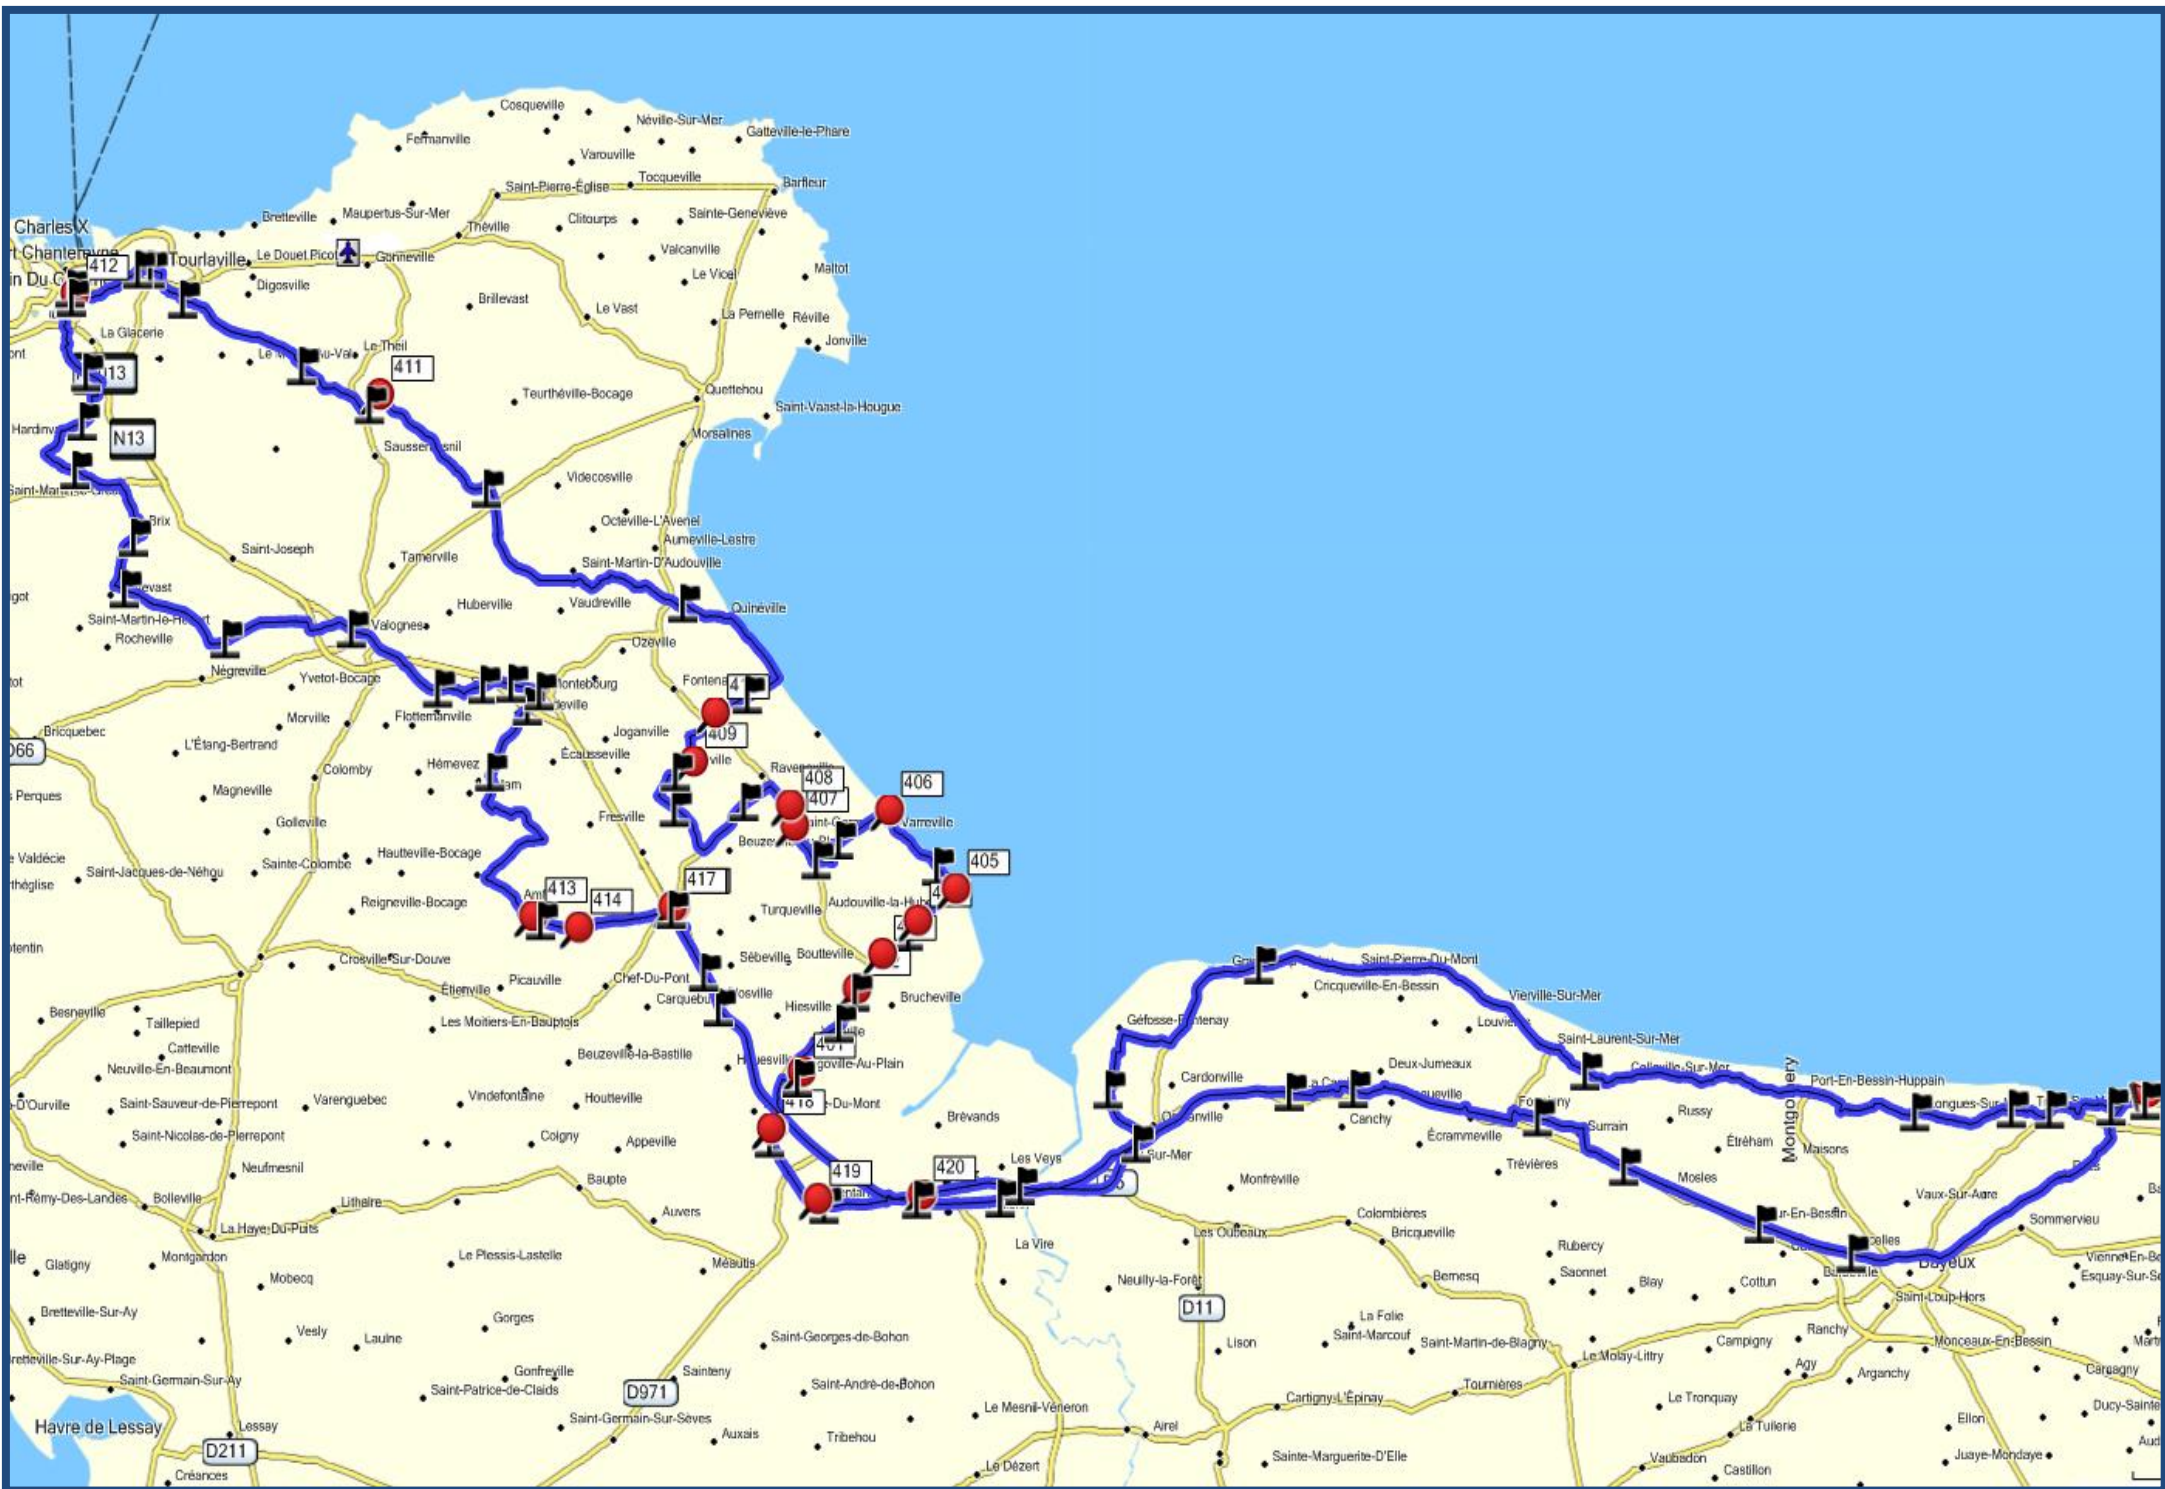 Cosqueville
Néville-Sur-Mer
Gatteville-le-Phare
Fermanville
Varouville
Tocqueville
Saint-Pierre-Église
Barfleur
Bretteville
Maupertus-Sur-Mer
Clitourps
Sainte-Geneviève
Charles X
Théville
Valcanville
412
Tourlaville
Le Douet Picot
Gonneville
Le Vicel
Maltot
Digosville
Brillevast
Le Vast
La Pernelle
Réville
La Glacerie
Jonville
Le Theil
411
Quettehou
Teurthéville-Bocage
Saint-Vaast-la-Hougue
N13
Morsalines
Videcosville
Brix
Octeville-L'Avenel
Aumeville-Lestre
Saint-Joseph
Tamerville
Saint-Martin-D'Audouville
Huberville
Vaudreville
Quinéville
Valognes
Rocheville
Ozeville
Négreville
Yvetot-Bocage
Morville
Flottemanville
Joganville
409
Bricquebec
L'Étang-Bertrand
Écausseville
Colomby
Hémevez
408
406
Magneville
407
Fresville
Varreville
Golleville
Hautteville-Bocage
Sainte-Colombe
405
Saint-Jacques-de-Néhou
417
413
414
Reigneville-Bocage
Turqueville
Crosville-Sur-Douve
Sébeville
Boutteville
Picauville
Chef-Du-Pont
Étienville
Brucheville
Hiesville
Besneville
Taillepied
Les Moitiers-En-Bauptois
Catteville
Beuzeville-la-Bastille
Neuville-En-Beaumont
401
Saint-Sauveur-de-Pierrepont
Varenguebec
Vindefontaine
Houtteville
418
Brévands
Saint-Nicolas-de-Pierrepont
Coigny
Appeville
Neufmesnil
419
420
Les Veys
Bolleville
Lithaire
Baupte
Auvers
La Haye-Du-Puits
Montgardon
Le Plessis-Lastelle
Méautis
La Vire
Glatigny
Mobecq
Bretteville-Sur-Ay
Vesly
Laulne
Gorges
Saint-Georges-de-Bohon
Saint-Germain-Sur-Ay
Gonfreville
Sainteny
Saint-Patrice-de-Claids
D971
Saint-André-de-Bohon
Saint-Germain-Sur-Sèves
Le Mesnil-Véneron
Havre de Lessay
Lessay
Auxais
Tribehou
D211
Créances
Le Dézert
Airel
Saint-Pierre-Du-Mont
Cricqueville-En-Bessin
Vierville-Sur-Mer
Saint-Laurent-Sur-Mer
Colleville-Sur-Mer
Deux-Jumeaux
Cardonville
Port-En-Bessin-Huppain
Montgomery
Canchy
Écrammeville
Surrain
Russy
Étréham
Maisons
Trévières
Mosles
Monfréville
Vaux-Sur-Aure
Colombières
Sommervieu
Les Oubeaux
Bricqueville
Rubercy
Bayeux
Neuilly-la-Forêt
Bernesq
Saonnet
Blay
Cottun
Saint-Loup-Hors
D11
La Folie
Saint-Marcouf
Saint-Martin-de-Blagny
Campigny
Ranchy
Monceaux-En-Bessin
Lison
Le Molay-Littry
Agy
Arganchy
Carcagny
Tournières
Cartigny-L'Épinay
Le Tronquay
La Tuilerie
Ellon
Sainte-Marguerite-D'Elle
Vaubadon
Castillon
Juaye-Mondaye